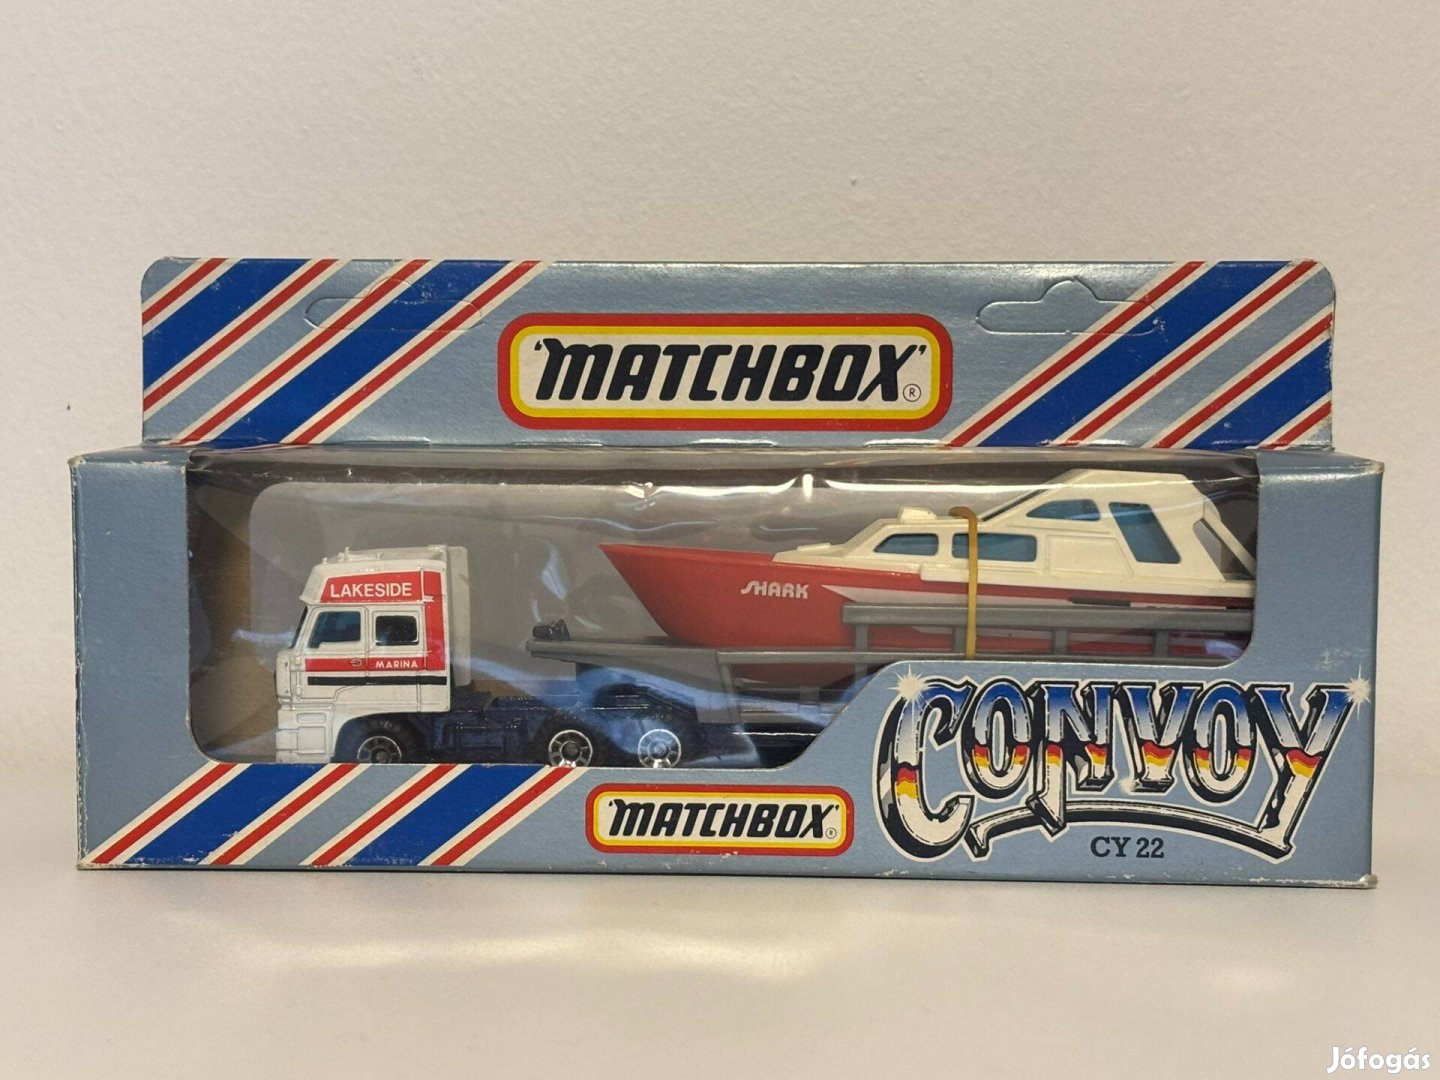 'MATCHBOX'®
LAKESIDE
MARINA
SHARK
CONVOY
CY 22
'MATCHBOX'®
Jófogás